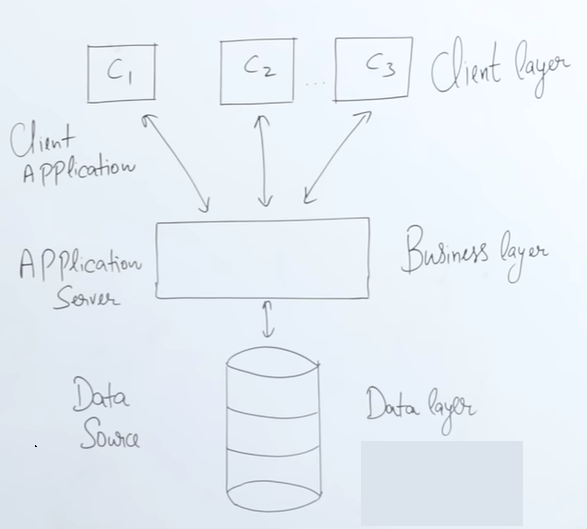 C1
C2
...
C3
Client layer
Client
Application
Application
Server
Business layer
Data
Source
Data layer